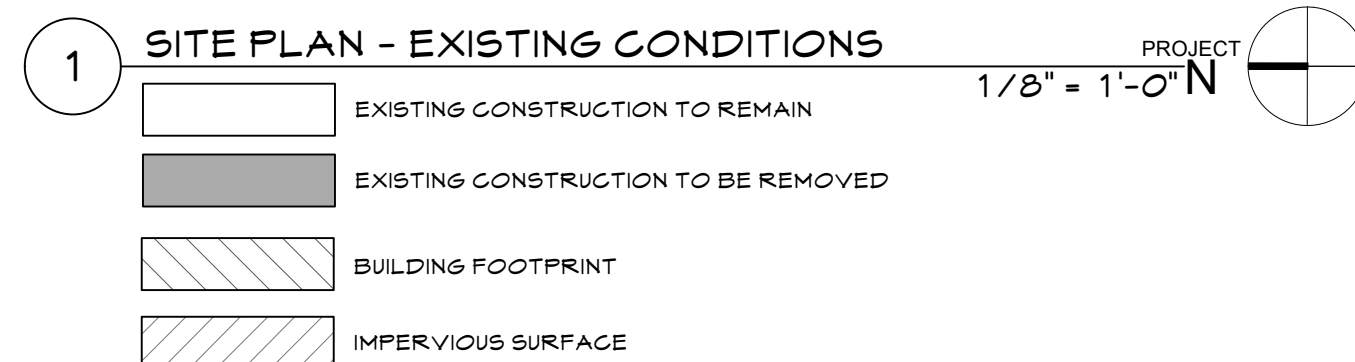 1 SITE PLAN - EXISTING CONDITIONS
PROJECT
1/8" = 1'-0" N
EXISTING CONSTRUCTION TO REMAIN
EXISTING CONSTRUCTION TO BE REMOVED
BUILDING FOOTPRINT
IMPERVIOUS SURFACE